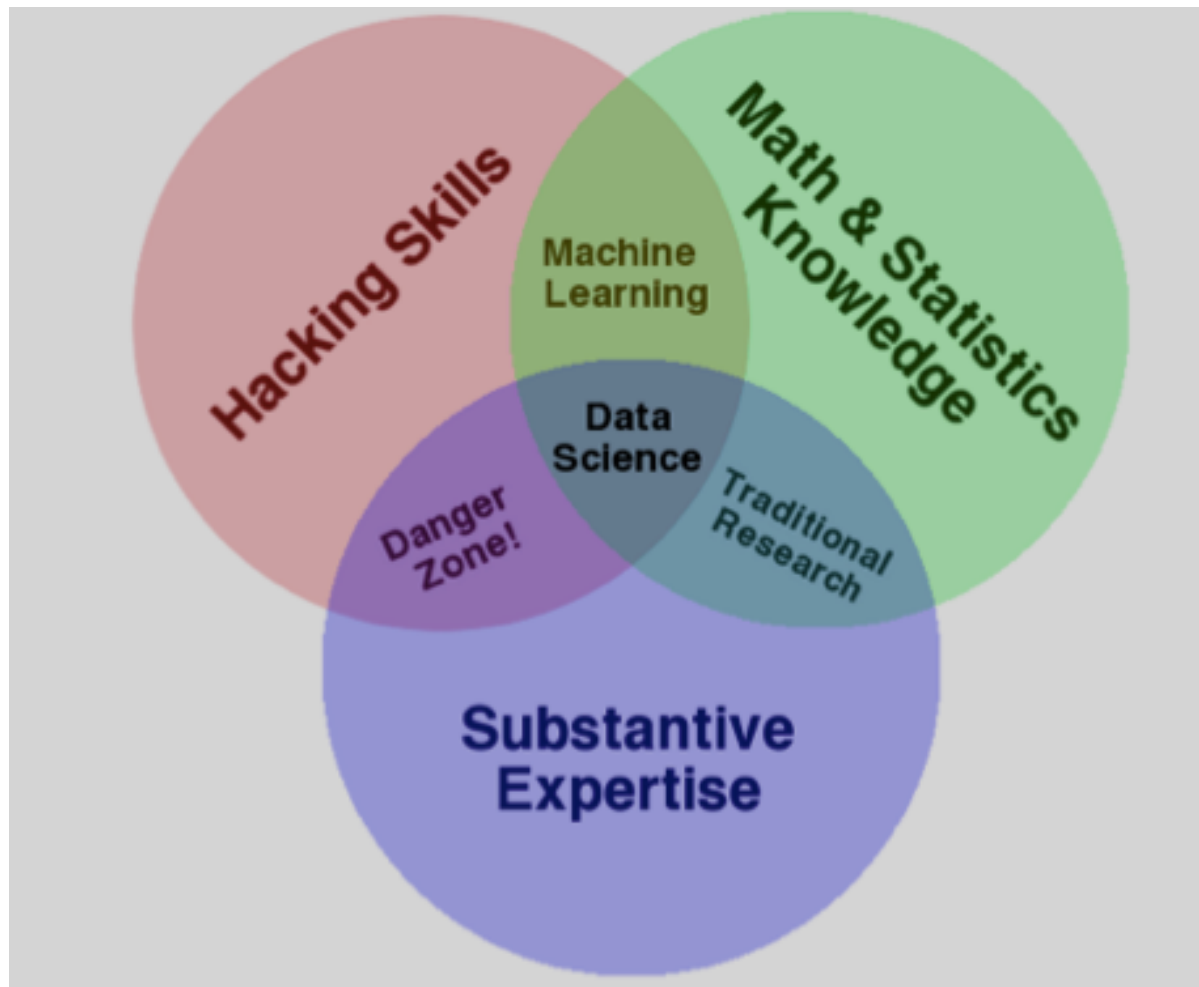 Hacking Skills
Math & Statistics
Knowledge
Machine
Learning
Data
Science
Danger
Zone!
Traditional
Research
Substantive
Expertise